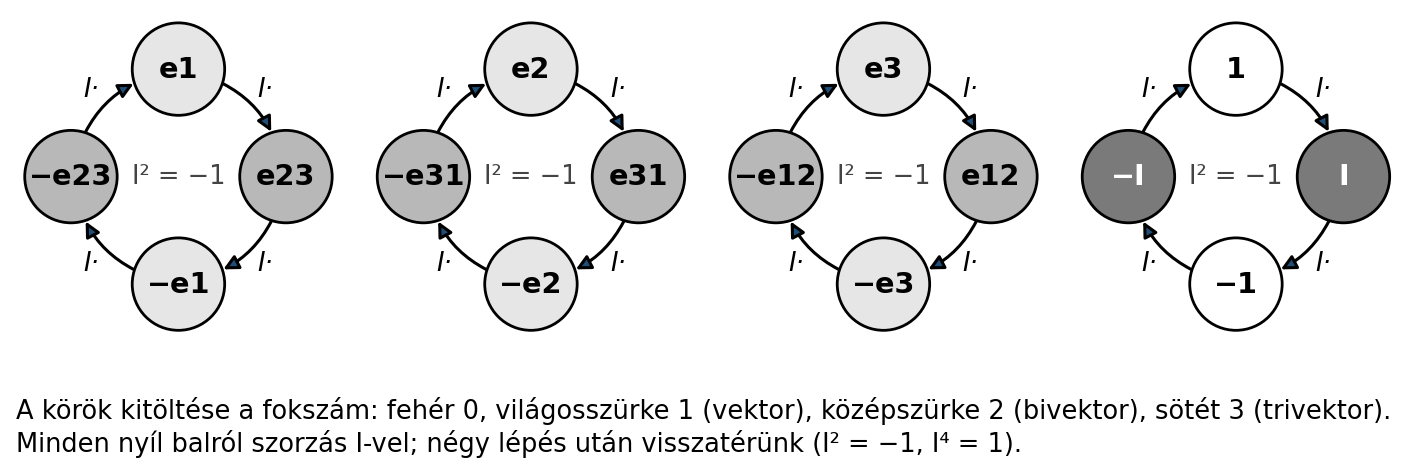 e1 e2 e3 1
I· I· I· I· I· I· I· I·
−e23 I² = −1 e23 −e31 I² = −1 e31 −e12 I² = −1 e12 −I I² = −1 I
I· I· I· I· I· I· I· I·
−e1 −e2 −e3 −1
A körök kitöltése a fokszám: fehér 0, világosszürke 1 (vektor), középszürke 2 (bivektor), sötét 3 (trivektor).
Minden nyíl balról szorzás I-vel; négy lépés után visszatérünk (I² = −1, I⁴ = 1).